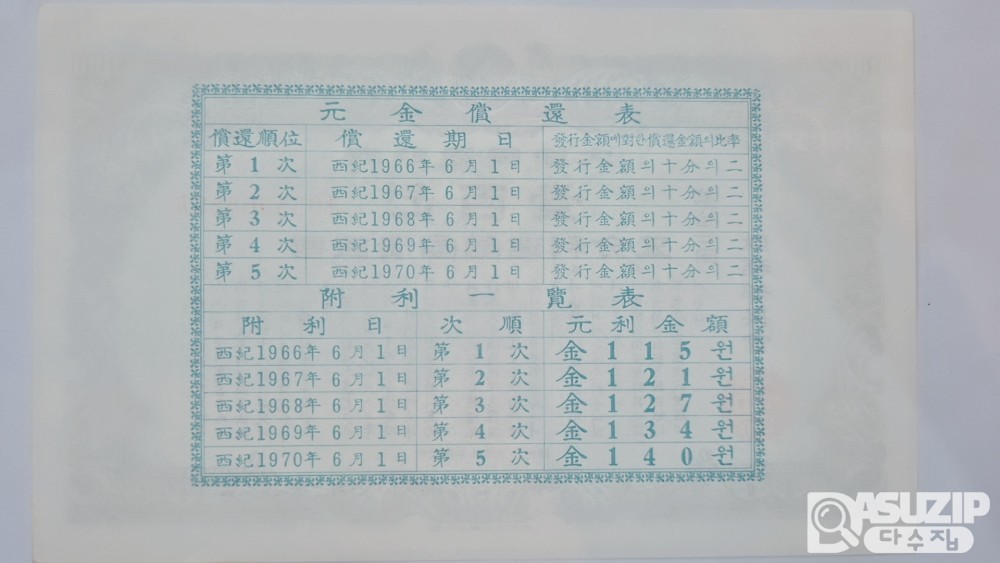 元金償還表
償還順位 償還期日 發行金額에對한償還金額의比率
第1次 西紀1966年6月1日 發行金額의十分의二
第2次 西紀1967年6月1日 發行金額의十分의二
第3次 西紀1968年6月1日 發行金額의十分의二
第4次 西紀1969年6月1日 發行金額의十分의二
第5次 西紀1970年6月1日 發行金額의十分의二
附利一覽表
附利日 次順 元利金額
西紀1966年6月1日 第1次 金115원
西紀1967年6月1日 第2次 金121원
西紀1968年6月1日 第3次 金127원
西紀1969年6月1日 第4次 金134원
西紀1970年6月1日 第5次 金140원
DASUZIP
다수집